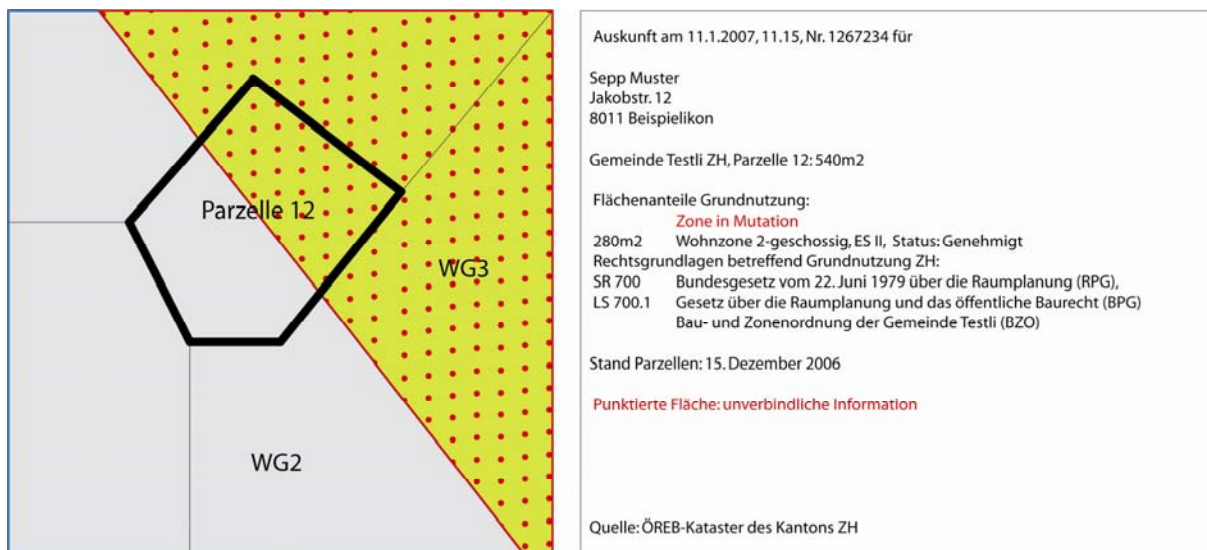 Parzelle 12
WG3
WG2
Auskunft am 11.1.2007, 11.15, Nr. 1267234 für
Sepp Muster
Jakobstr. 12
8011 Beispielikon
Gemeinde Testli ZH, Parzelle 12: 540m2
Flächenanteile Grundnutzung:
Zone in Mutation
280m2 Wohnzone 2-geschossig, ES II, Status: Genehmigt
Rechtsgrundlagen betreffend Grundnutzung ZH:
SR 700 Bundesgesetz vom 22. Juni 1979 über die Raumplanung (RPG),
LS 700.1 Gesetz über die Raumplanung und das öffentliche Baurecht (BPG)
Bau- und Zonenordnung der Gemeinde Testli (BZO)
Stand Parzellen: 15. Dezember 2006
Punktierte Fläche: unverbindliche Information
Quelle: ÖREB-Kataster des Kantons ZH